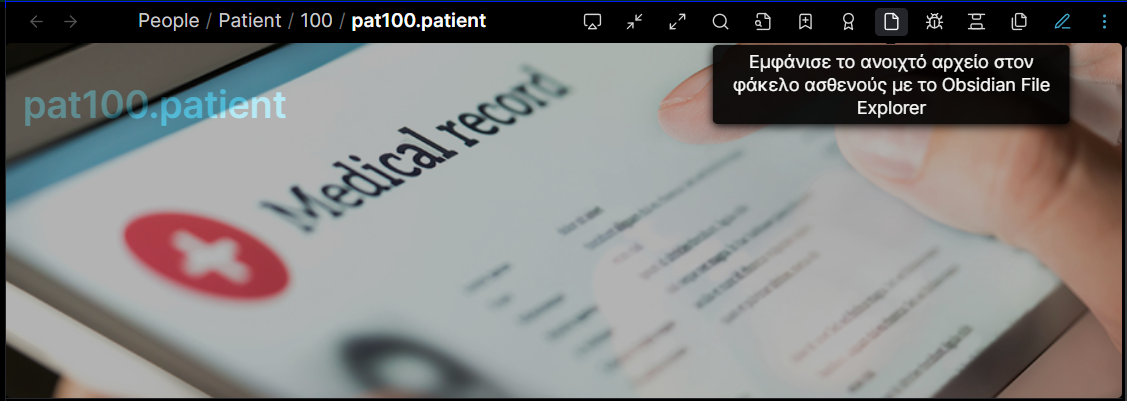 People / Patient / 100 / pat100.patient
Εμφάνισε το ανοιχτό αρχείο στον
φάκελο ασθενούς με το Obsidian File
Explorer
pat100.patient
Medical record